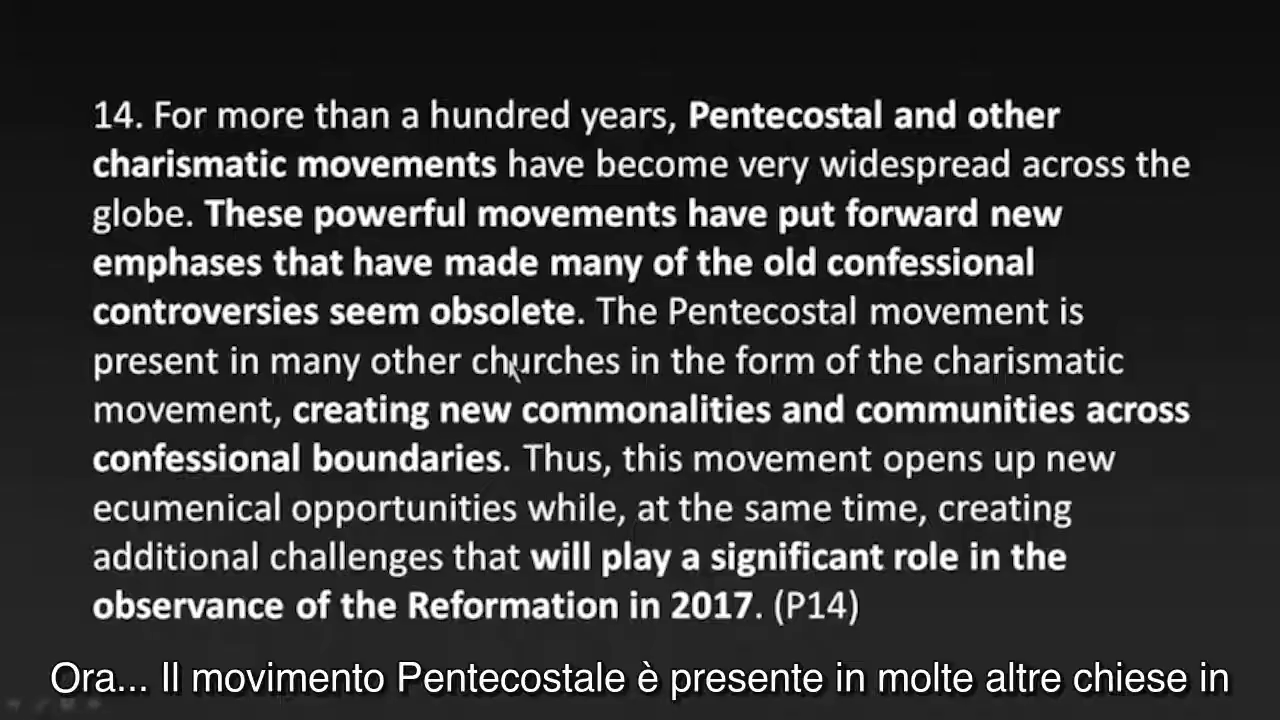 14. For more than a hundred years, Pentecostal and other
charismatic movements have become very widespread across the
globe. These powerful movements have put forward new
emphases that have made many of the old confessional
controversies seem obsolete. The Pentecostal movement is
present in many other churches in the form of the charismatic
movement, creating new commonalities and communities across
confessional boundaries. Thus, this movement opens up new
ecumenical opportunities while, at the same time, creating
additional challenges that will play a significant role in the
observance of the Reformation in 2017. (P14)
Ora... Il movimento Pentecostale è presente in molte altre chiese in